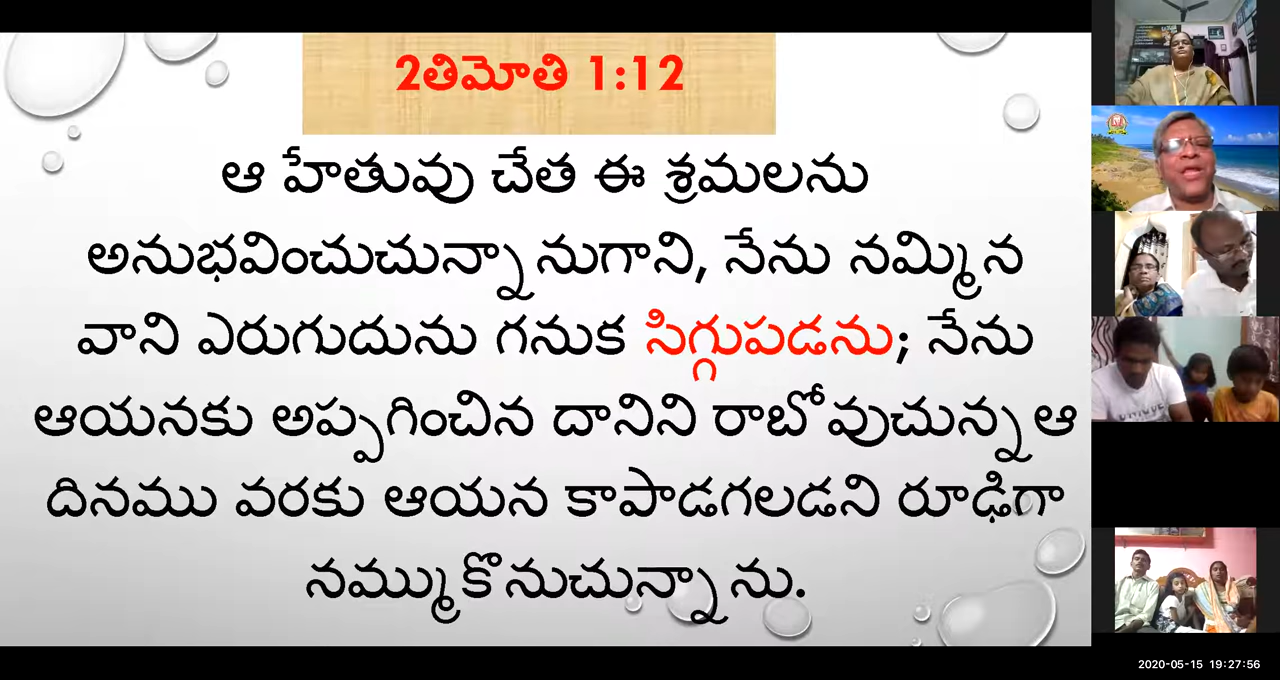 2తిమోతి 1:12
ఆ హేతువు చేత ఈ శ్రమలను
అనుభవించుచున్నానుగాని, నేను నమ్మిన
వాని ఎరుగుదును గనుక సిగ్గుపడను; నేను
ఆయనకు అప్పగించిన దానిని రాబోవుచున్న ఆ
దినము వరకు ఆయన కాపాడగలడని రూఢిగా
నమ్ముకొనుచున్నాను.
UNIQUE
2020-05-15 19:27:56